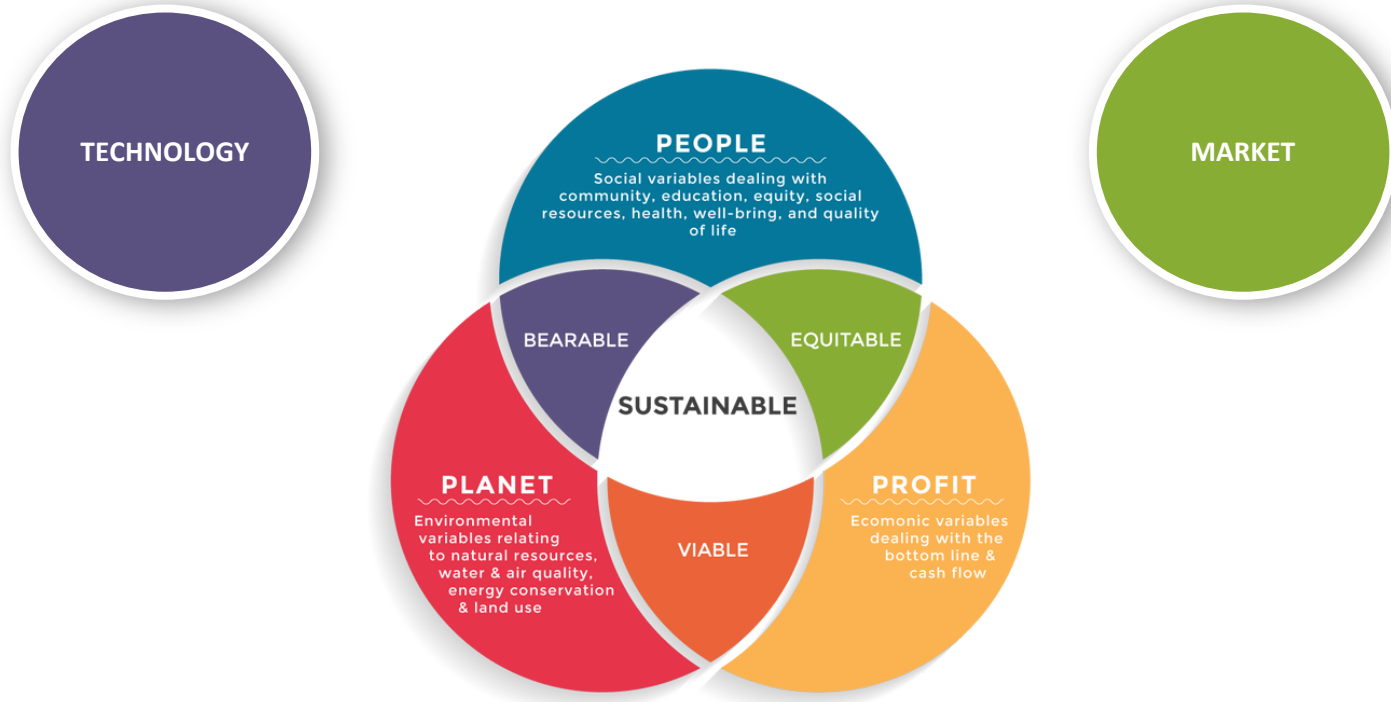 TECHNOLOGY
MARKET
PEOPLE
Social variables dealing with
community, education, equity, social
resources, health, well-bring, and quality
of life
BEARABLE
EQUITABLE
SUSTAINABLE
PLANET
Environmental
variables relating
to natural resources,
water & air quality,
energy conservation
& land use
PROFIT
Ecomonic variables
dealing with the
bottom line &
cash flow
VIABLE